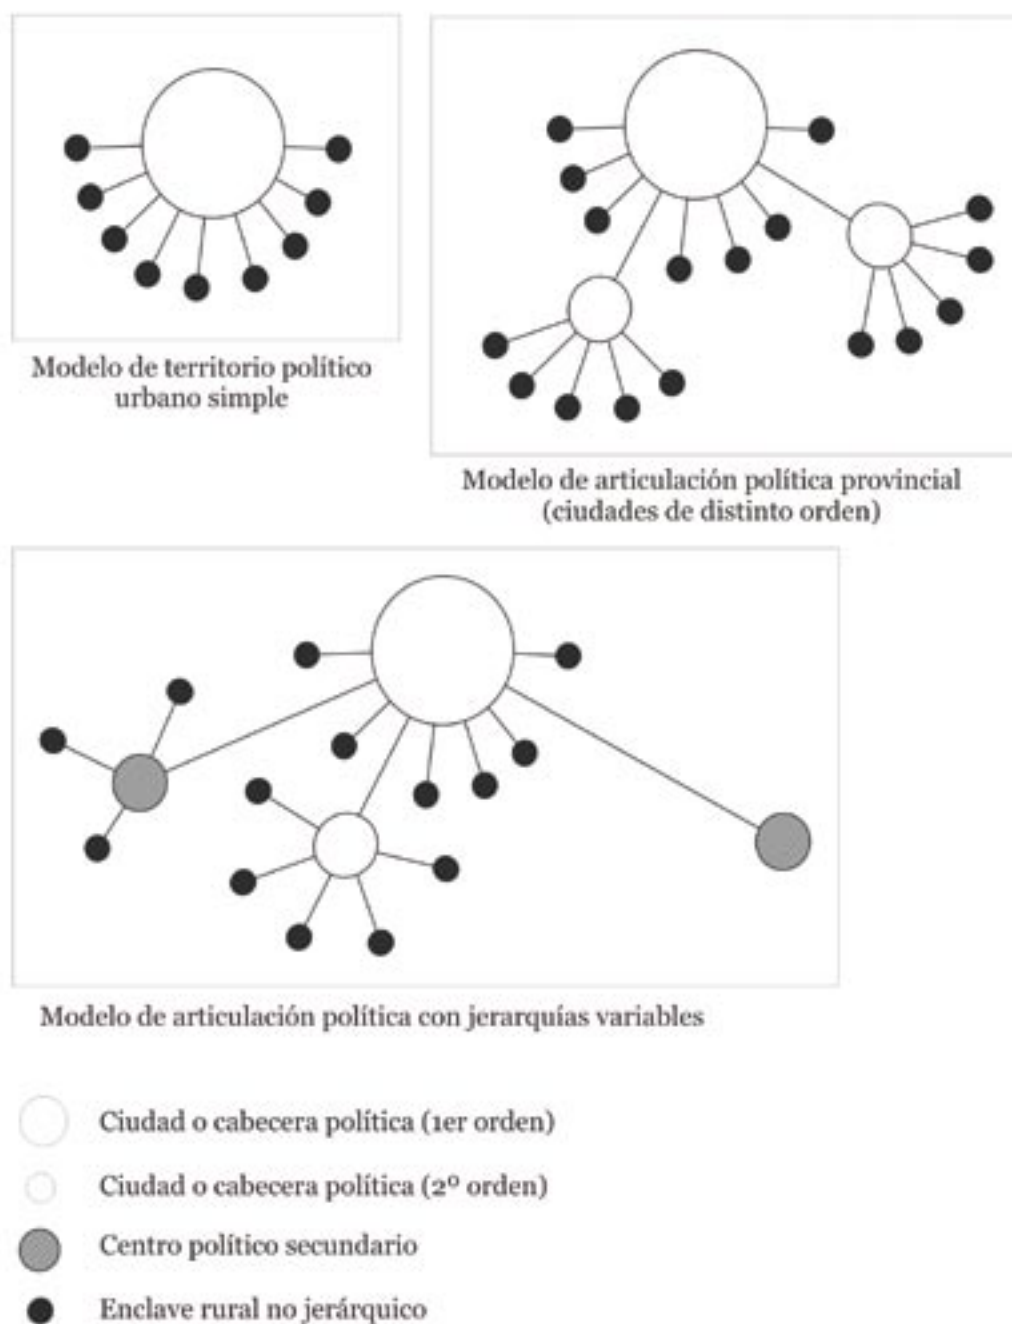 Modelo de territorio político
urbano simple
Modelo de articulación política provincial
(ciudades de distinto orden)
Modelo de articulación política con jerarquías variables
Ciudad o cabecera política (1er orden)
Ciudad o cabecera política (2º orden)
Centro político secundario
Enclave rural no jerárquico